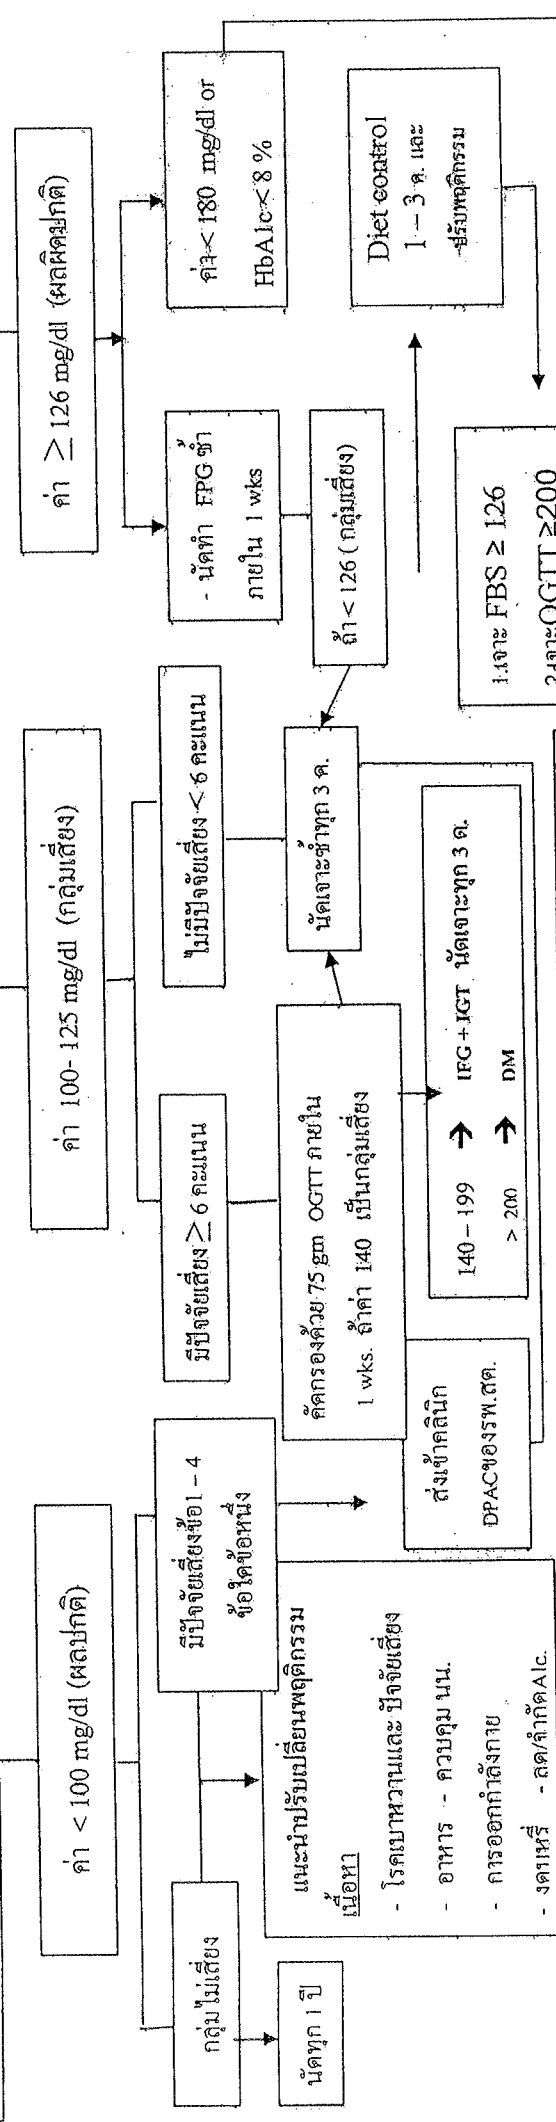 ค่า < 100 mg/dl (ผลปกติ)
กลุ่มไม่เสี่ยง
นัดทุก 1 ปี
มีปัจจัยเสี่ยงข้อ1 – 4
ข้อใดข้อหนึ่ง
แนะนำปรับเปลี่ยนพฤติกรรม
เนื้อหา
- โรคเบาหวานและ ปัจจัยเสี่ยง
- อาหาร - ควบคุม นน.
- การออกกำลังกาย
- งดบุหรี่ - ลด/จำกัดAlc.
ส่งเข้าคลินิก
DPACของรพ.สต.
ค่า 100- 125 mg/dl (กลุ่มเสี่ยง)
มีปัจจัยเสี่ยง ≥ 6 คะแนน
ไม่มีปัจจัยเสี่ยง < 6 คะแนน
คัดกรองด้วย 75 gm OGTT ภายใน
1 wks. ถ้าค่า 140 เป็นกลุ่มเสี่ยง
นัดเจาะซ้ำทุก 3 ด.
140 – 199 → IFG + IGT นัดเจาะทุก 3 ด.
> 200 → DM
ค่า ≥ 126 mg/dl (ผลผิดปกติ)
- นัดทำ FPG ซ้ำ
ภายใน 1 wks
ถ้า < 126 ( กลุ่มเสี่ยง)
ค่า < 180 mg/dl or
HbA1c < 8 %
Diet control
1 – 3 ด. และ
ปรับพฤติกรรม
1.เจาะ FBS ≥ 126
2.เจาะOGTT ≥200